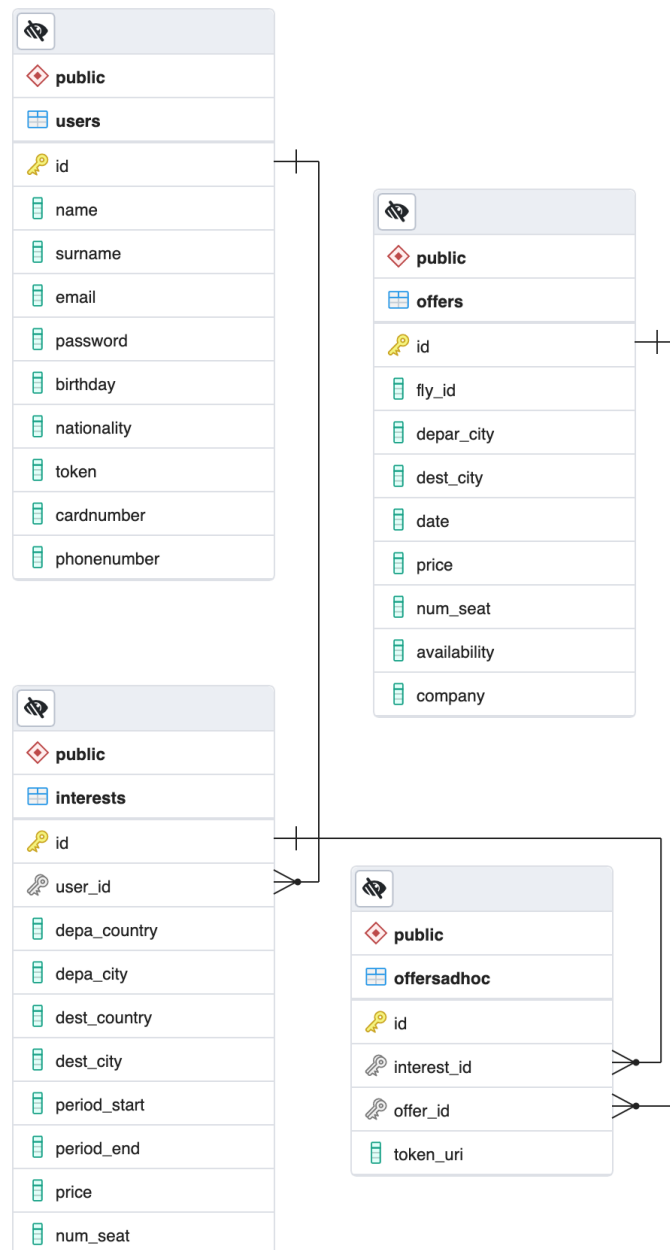 public
users
id
name
surname
email
password
birthday
nationality
token
cardnumber
phonenumber
public
offers
id
fly_id
depar_city
dest_city
date
price
num_seat
availability
company
public
interests
id
user_id
depa_country
depa_city
dest_country
dest_city
period_start
period_end
price
num_seat
public
offersadhoc
id
interest_id
offer_id
token_uri